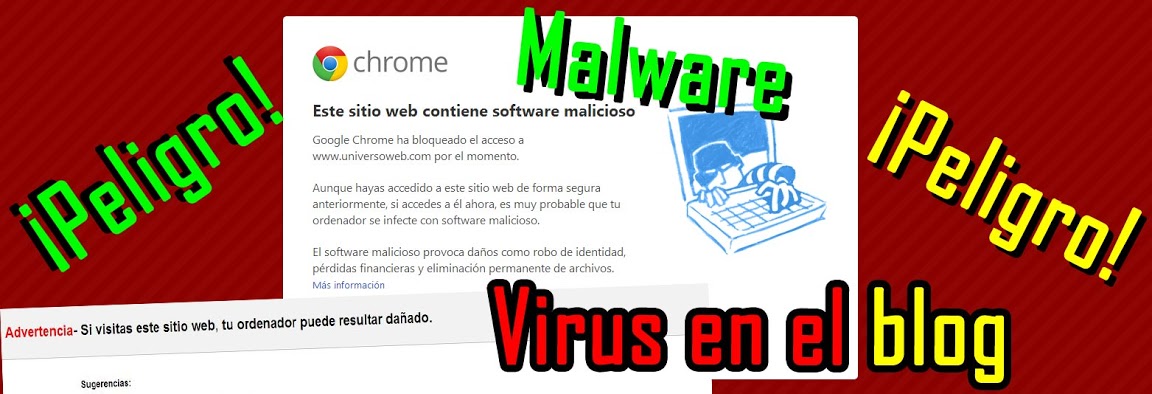 ¡Peligro!
chrome
Malware
Este sitio web contiene software malicioso
Google Chrome ha bloqueado el acceso a
www.universoweb.com por el momento.
Aunque hayas accedido a este sitio web de forma segura
anteriormente, si accedes a él ahora, es muy probable que tu
ordenador se infecte con software malicioso.
El software malicioso provoca daños como robo de identidad,
pérdidas financieras y eliminación permanente de archivos.
Más información
¡Peligro!
Advertencia- Si visitas este sitio web, tu ordenador puede resultar dañado.
Sugerencias:
Virus en el blog